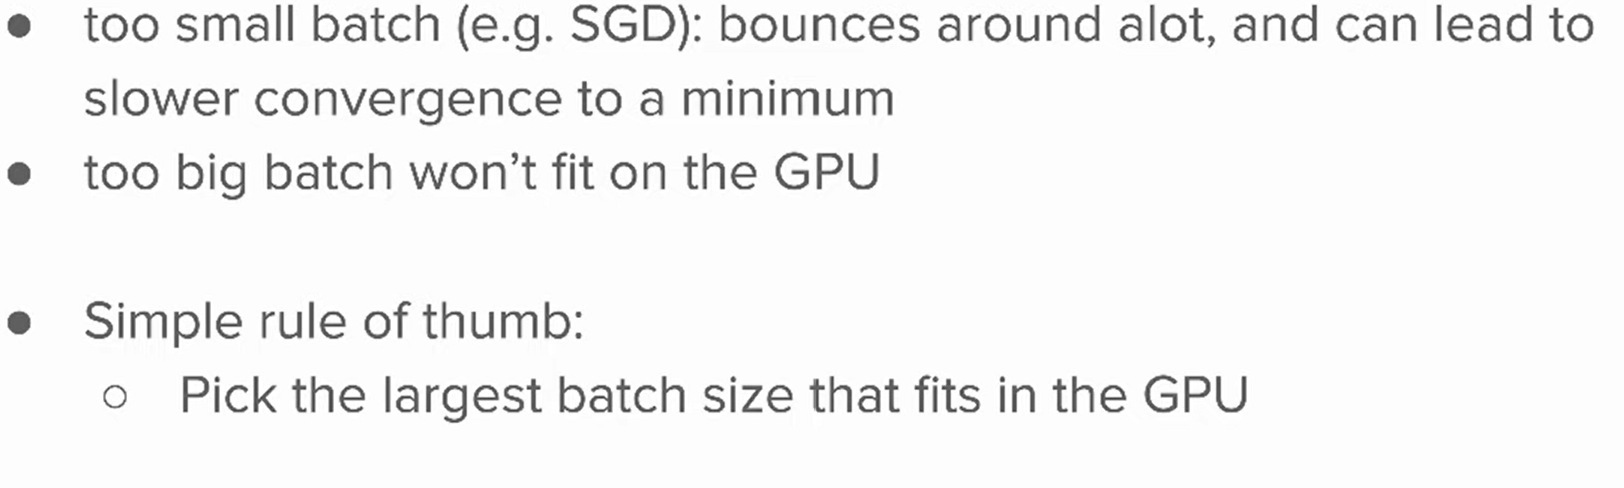 ● too small batch (e.g. SGD): bounces around alot, and can lead to
slower convergence to a minimum
● too big batch won’t fit on the GPU
● Simple rule of thumb:
○ Pick the largest batch size that fits in the GPU